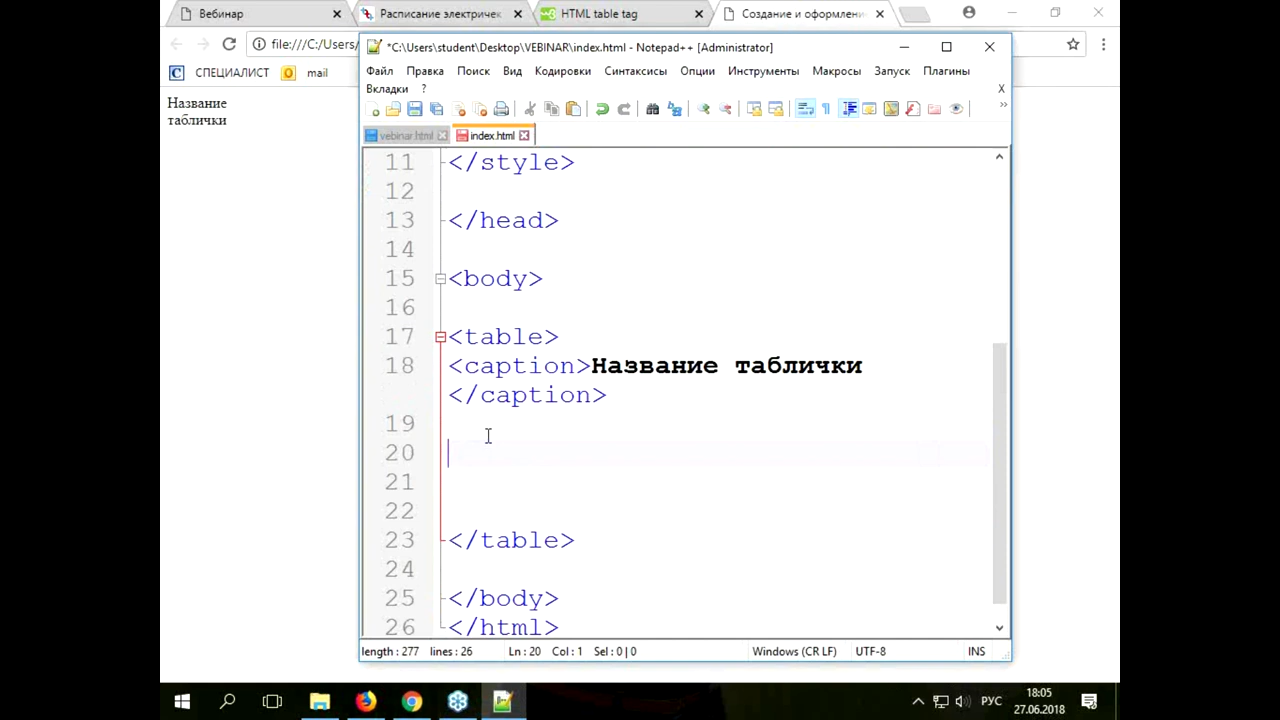 Вебинар
Расписание электричек
HTML table tag
Создание и оформлени
file:///C:/Users/
СПЕЦИАЛИСТ
mail
Название
таблички
*C:\Users\student\Desktop\VEBINAR\index.html - Notepad++ [Administrator]
Файл Правка Поиск Вид Кодировки Синтаксисы Опции Инструменты Макросы Запуск Плагины
Вкладки ? X
vebinar.html
index.html
11 </style>
12
13 </head>
14
15 <body>
16
17 <table>
18 <caption>Название таблички
</caption>
19
20
21
22
23 </table>
24
25 </body>
26 </html>
length : 277 lines : 26 Ln : 20 Col : 1 Sel : 0 | 0 Windows (CR LF) UTF-8 INS
РУС
18:05
27.06.2018